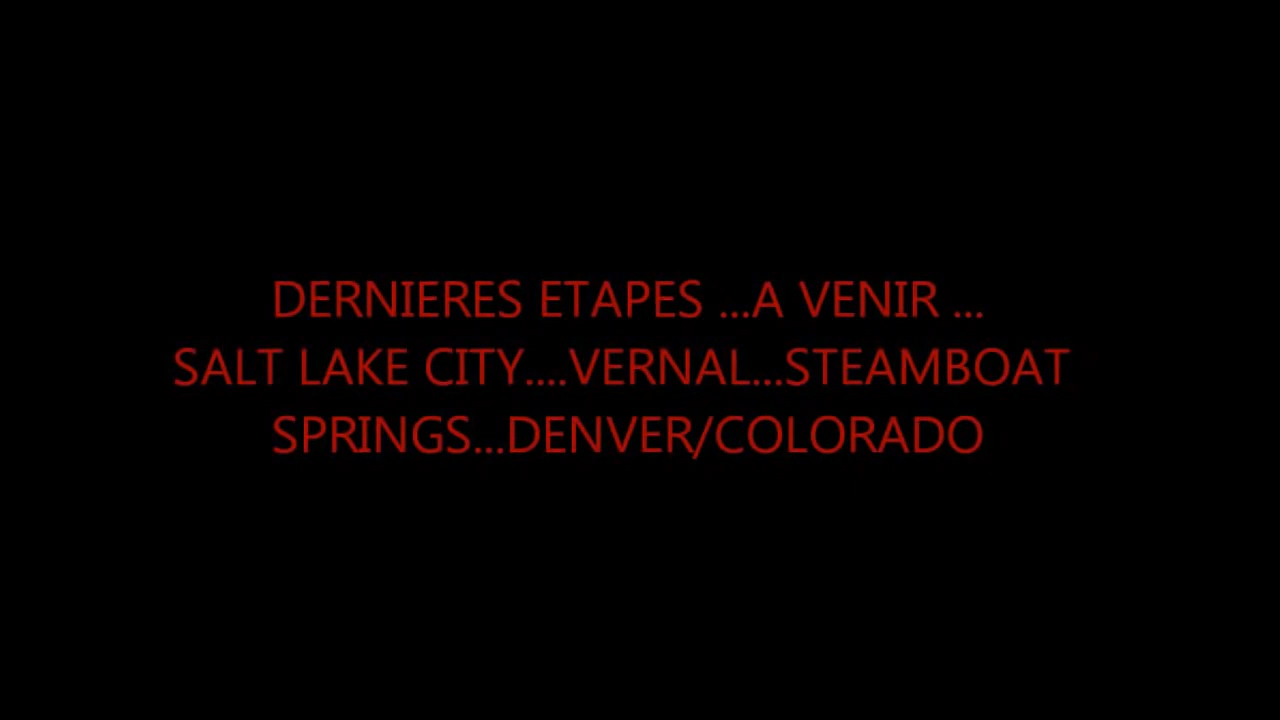 DERNIERES ETAPES ...A VENIR ...
SALT LAKE CITY....VERNAL...STEAMBOAT
SPRINGS...DENVER/COLORADO